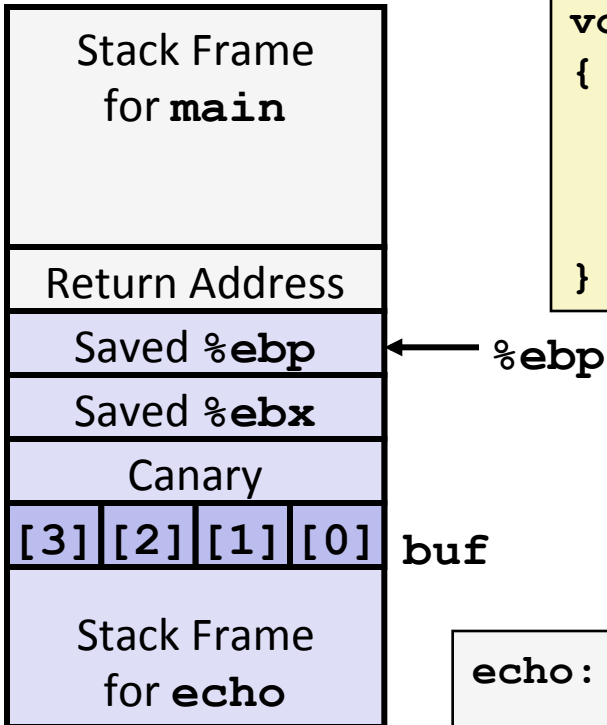 Stack Frame
for main
Return Address
Saved %ebp
Saved %ebx
Canary
[3] [2] [1] [0]
Stack Frame
for echo
{
}
%ebp
buf
echo: